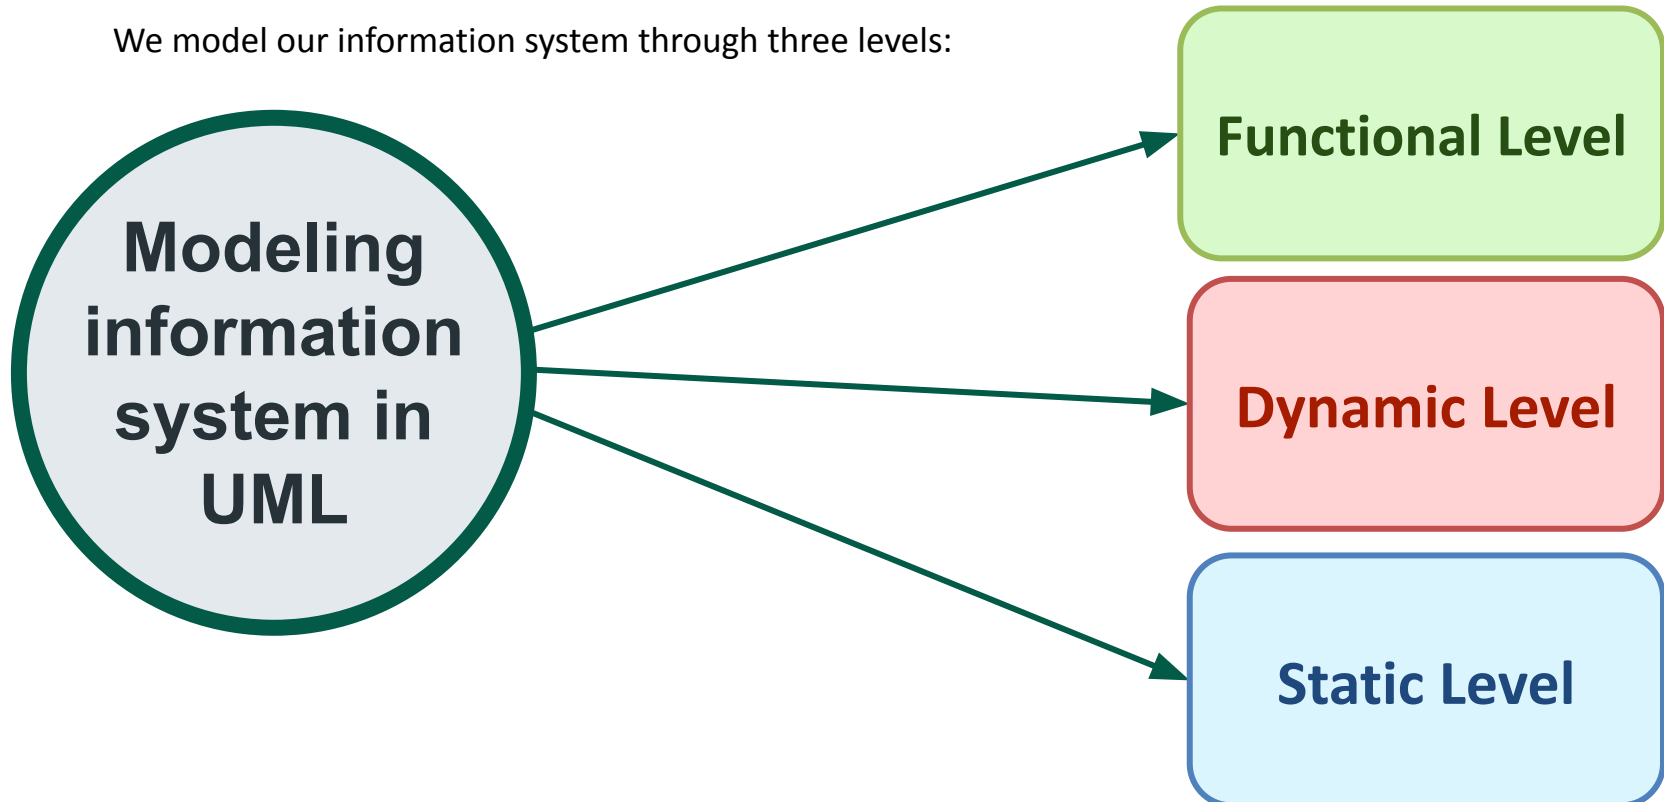 We model our information system through three levels:
Modeling
information
system in
UML
Functional Level
Dynamic Level
Static Level